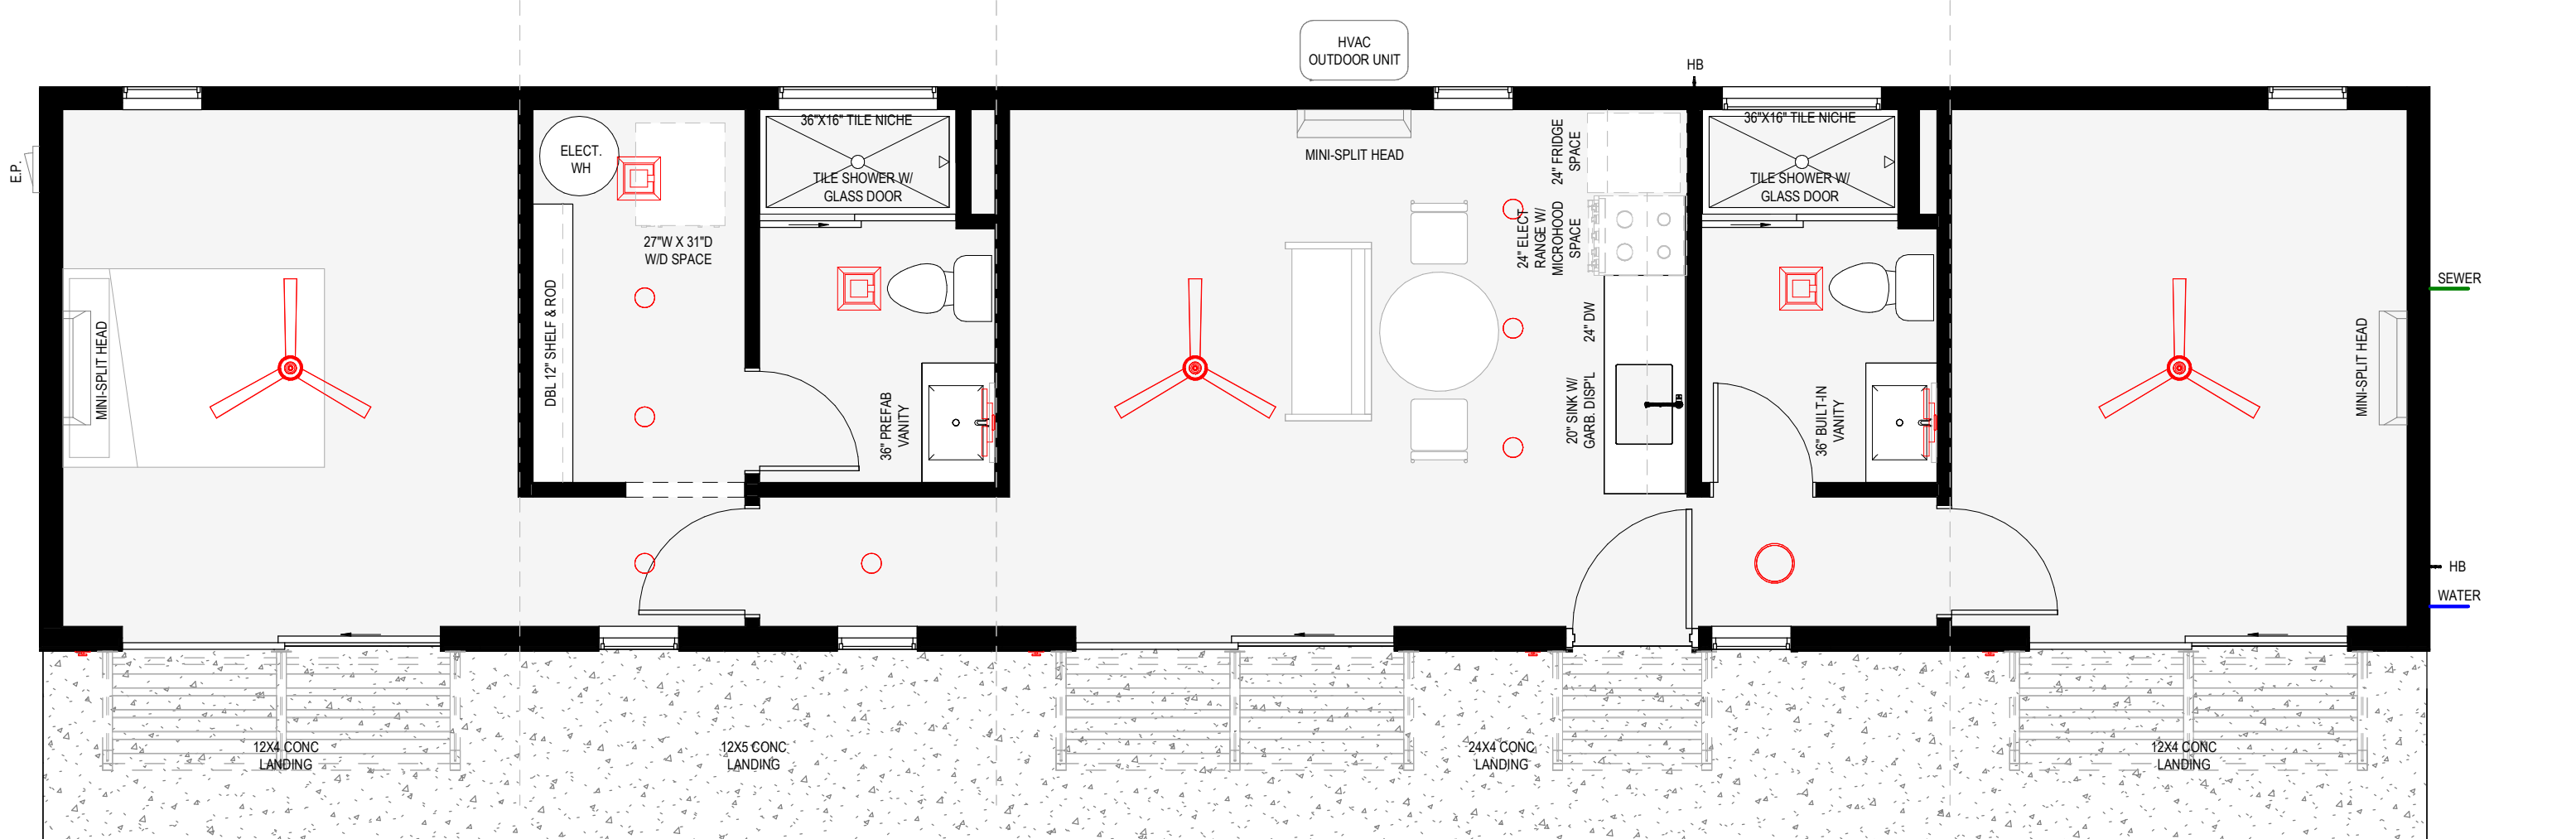 HVAC
OUTDOOR UNIT
HB
E.P.
ELECT.
WH
36"X16" TILE NICHE
TILE SHOWER W/
GLASS DOOR
27"W X 31"D
W/D SPACE
DBL 12" SHELF & ROD
MINI-SPLIT HEAD
36" PREFAB
VANITY
MINI-SPLIT HEAD
24" FRIDGE
SPACE
24" ELECT
RANGE W/
MICROHOOD
SPACE
24" DW
20" SINK W/
GARB. DISP'L
36"X16" TILE NICHE
TILE SHOWER W/
GLASS DOOR
36" BUILT-IN
VANITY
MINI-SPLIT HEAD
SEWER
HB
WATER
12X4 CONC
LANDING
12X5 CONC
LANDING
24X4 CONC
LANDING
12X4 CONC
LANDING